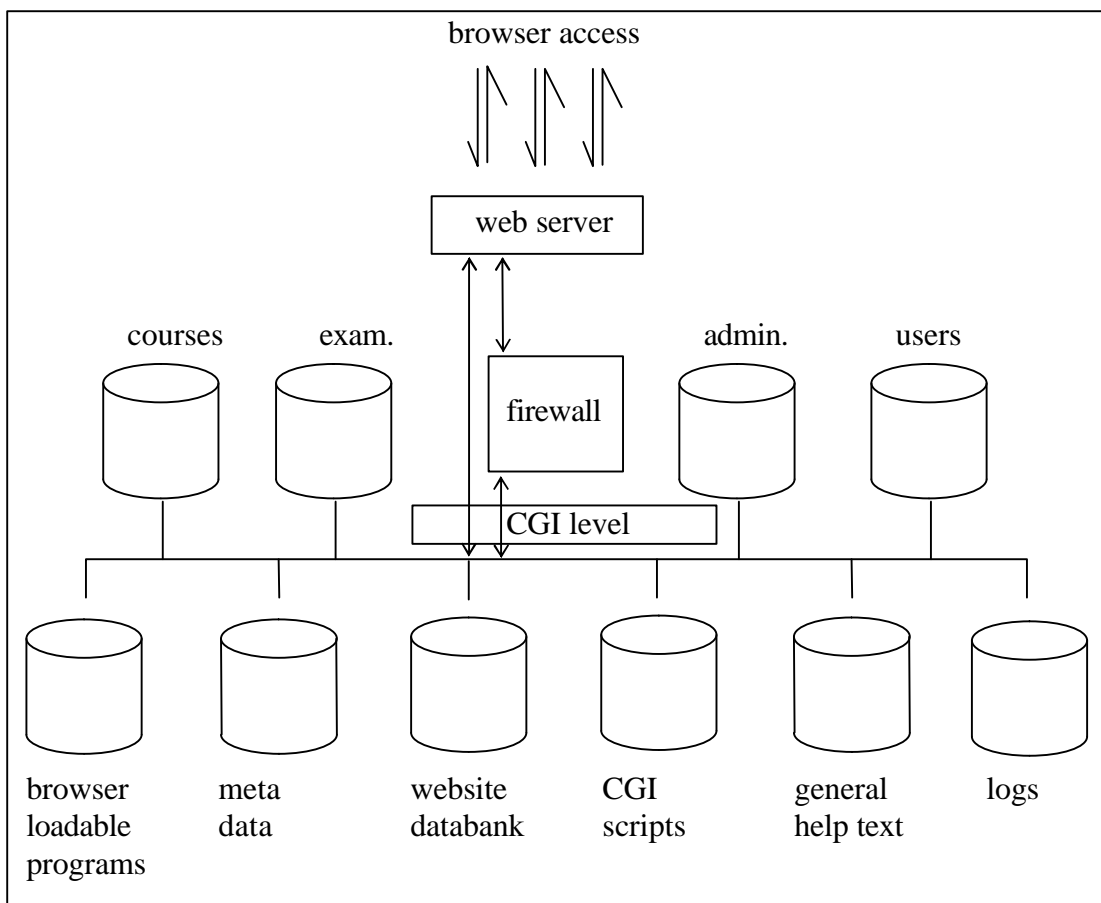 browser access
web server
courses
exam.
admin.
users
firewall
CGI level
browser
loadable
programs
meta
data
website
databank
CGI
scripts
general
help text
logs